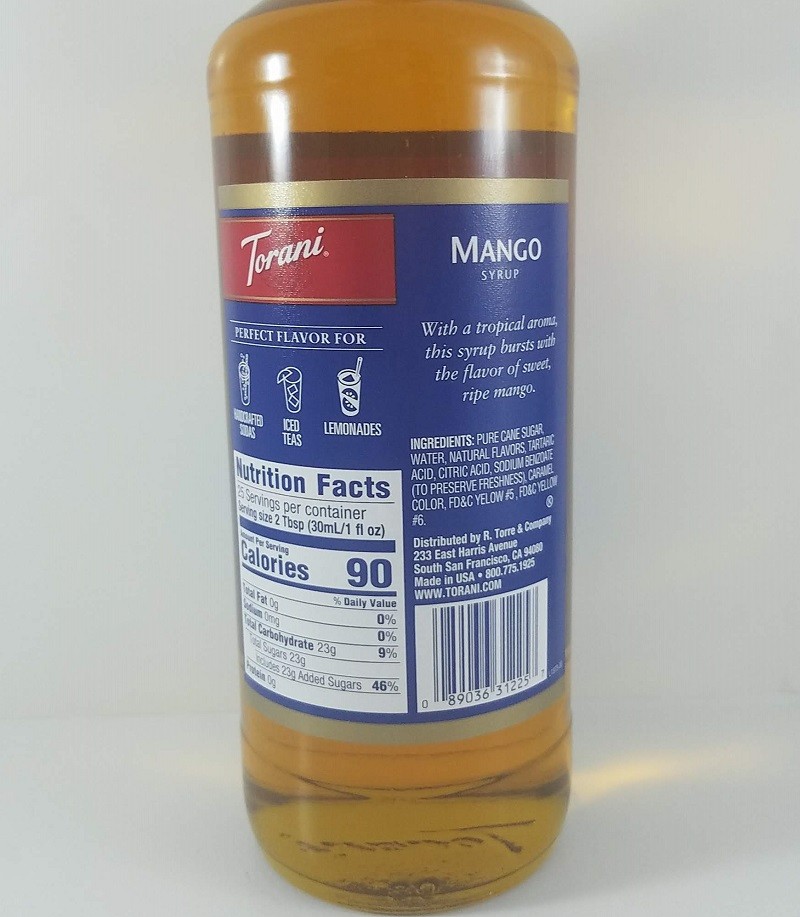 Torani®
PERFECT FLAVOR FOR
HANDCRAFTED
SODAS
ICED
TEAS
LEMONADES
Nutrition Facts
25 Servings per container
Serving size 2 Tbsp (30mL/1 fl oz)
Amount Per Serving
Calories 90
% Daily Value
Total Fat 0g 0%
Sodium 0mg 0%
Total Carbohydrate 23g 9%
Total Sugars 23g
Includes 23g Added Sugars 46%
Protein 0g
MANGO
SYRUP
With a tropical aroma,
this syrup bursts with
the flavor of sweet,
ripe mango.
INGREDIENTS: PURE CANE SUGAR,
WATER, NATURAL FLAVORS, TARTARIC
ACID, CITRIC ACID, SODIUM BENZOATE
(TO PRESERVE FRESHNESS), CARAMEL
COLOR, FD&C YELOW #5 , FD&C YELLOW
#6.
Distributed by R. Torre & Company
233 East Harris Avenue
South San Francisco, CA 94080
Made in USA • 800.775.1925
WWW.TORANI.COM
0 89036 31225 7